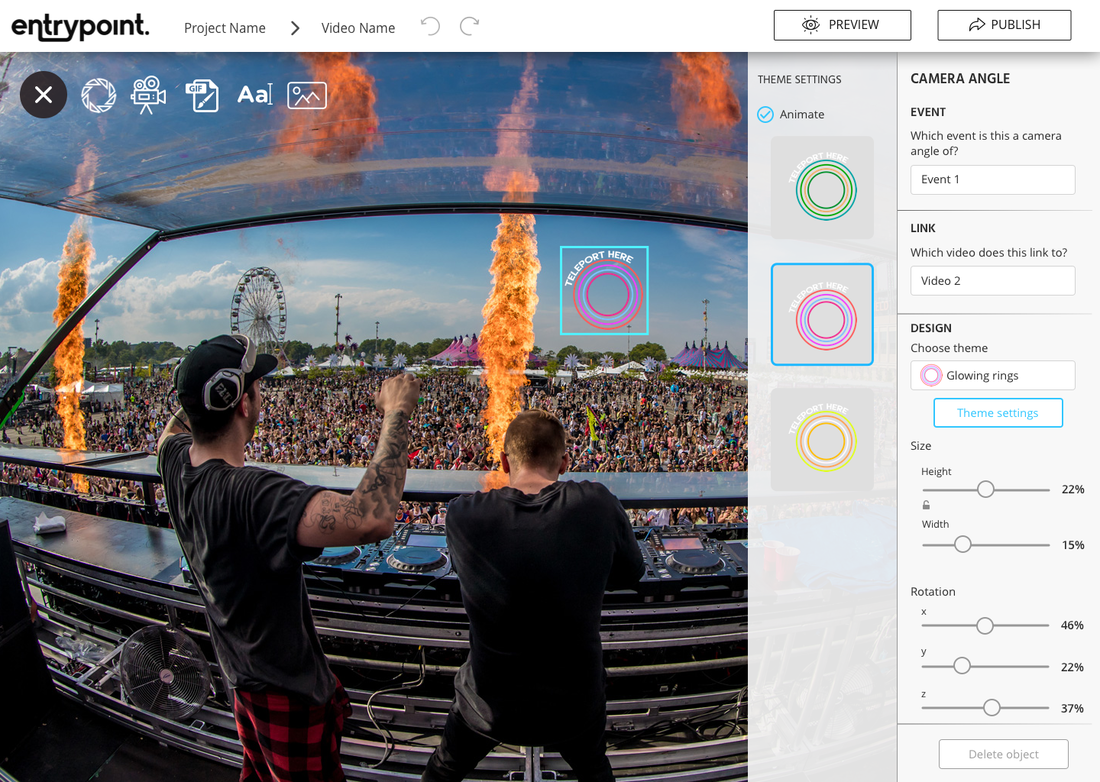 entrypoint.
Project Name
Video Name
PREVIEW
PUBLISH
GIF
Aa
TELEPORT HERE
THEME SETTINGS
Animate
TELEPORT HERE
TELEPORT HERE
TELEPORT HERE
CAMERA ANGLE
EVENT
Which event is this a camera
angle of?
Event 1
LINK
Which video does this link to?
Video 2
DESIGN
Choose theme
Glowing rings
Theme settings
Size
Height
22%
Width
15%
Rotation
x
46%
y
22%
z
37%
Delete object